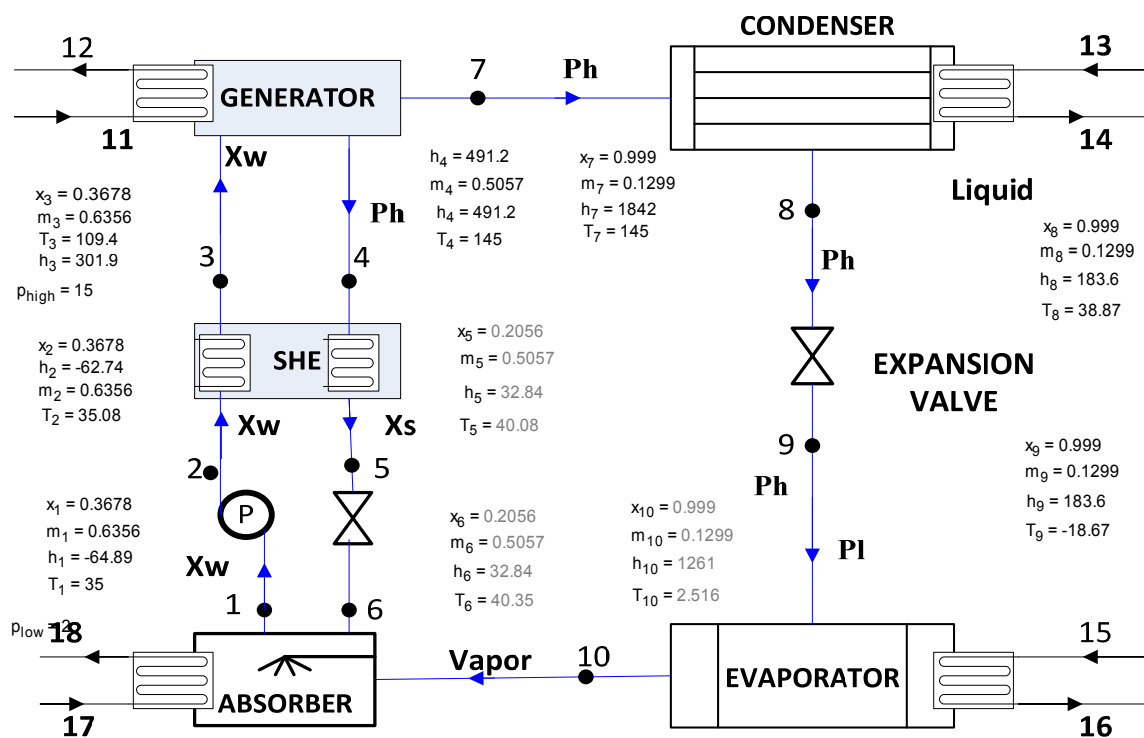 CONDENSER
12
7
Ph
13
GENERATOR
11
14
Xw
h4 = 491.2
m4 = 0.5057
h4 = 491.2
T4 = 145
x7 = 0.999
m7 = 0.1299
h7 = 1842
T7 = 145
Liquid
x3 = 0.3678
m3 = 0.6356
T3 = 109.4
h3 = 301.9
phigh = 15
Ph
8
x8 = 0.999
m8 = 0.1299
h8 = 183.6
T8 = 38.87
3
4
Ph
x2 = 0.3678
h2 = -62.74
m2 = 0.6356
T2 = 35.08
SHE
x5 = 0.2056
m5 = 0.5057
h5 = 32.84
T5 = 40.08
EXPANSION
VALVE
Xw
Xs
2
5
9
x9 = 0.999
m9 = 0.1299
h9 = 183.6
T9 = -18.67
Ph
x1 = 0.3678
m1 = 0.6356
h1 = -64.89
T1 = 35
P
x6 = 0.2056
m6 = 0.5057
h6 = 32.84
T6 = 40.35
x10 = 0.999
m10 = 0.1299
h10 = 1261
T10 = 2.516
Pl
Xw
1
6
plow = 2
18
Vapor
10
15
ABSORBER
EVAPORATOR
17
16